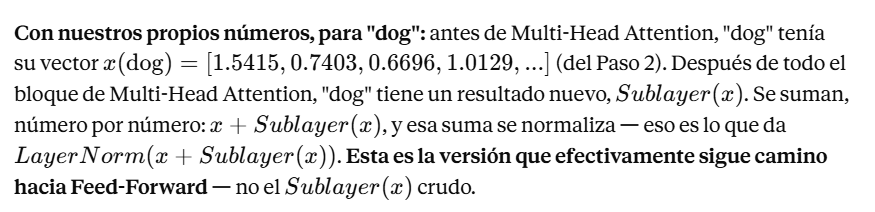 Con nuestros propios números, para "dog": antes de Multi-Head Attention, "dog" tenía
su vector x(dog) = [1.5415, 0.7403, 0.6696, 1.0129, ...] (del Paso 2). Después de todo el
bloque de Multi-Head Attention, "dog" tiene un resultado nuevo, Sublayer(x). Se suman,
número por número: x + Sublayer(x), y esa suma se normaliza — eso es lo que da
LayerNorm(x + Sublayer(x)). Esta es la versión que efectivamente sigue camino
hacia Feed-Forward — no el Sublayer(x) crudo.